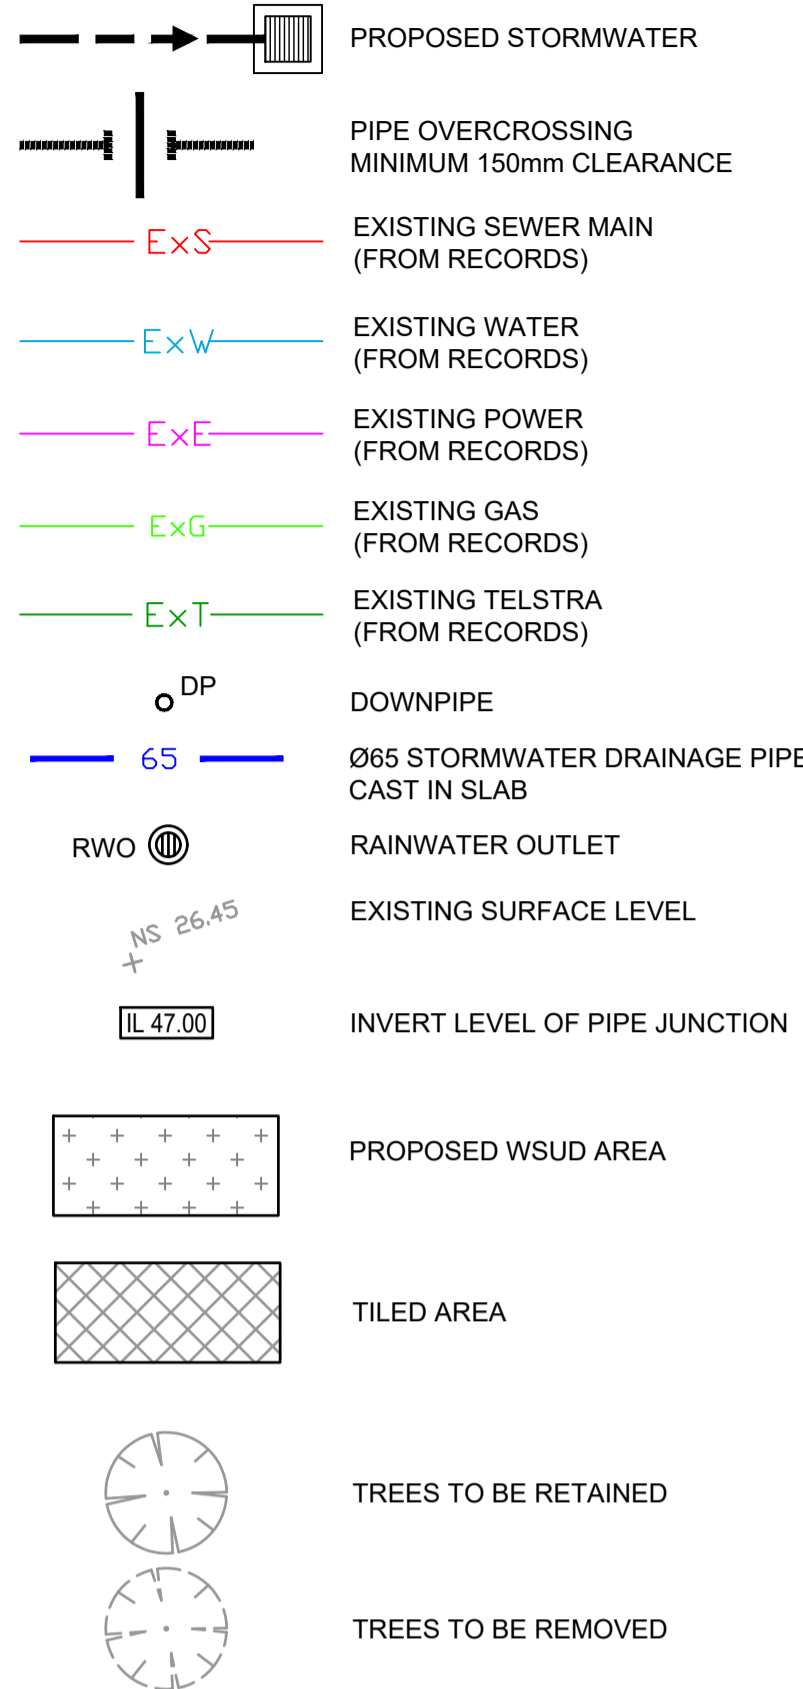 PROPOSED STORMWATER
PIPE OVERCROSSING
MINIMUM 150mm CLEARANCE
ExS
EXISTING SEWER MAIN
(FROM RECORDS)
ExW
EXISTING WATER
(FROM RECORDS)
ExE
EXISTING POWER
(FROM RECORDS)
ExG
EXISTING GAS
(FROM RECORDS)
ExT
EXISTING TELSTRA
(FROM RECORDS)
DP
DOWNPIPE
65
Ø65 STORMWATER DRAINAGE PIPE
CAST IN SLAB
RWO
RAINWATER OUTLET
NS 26.45
EXISTING SURFACE LEVEL
IL 47.00
INVERT LEVEL OF PIPE JUNCTION
PROPOSED WSUD AREA
TILED AREA
TREES TO BE RETAINED
TREES TO BE REMOVED